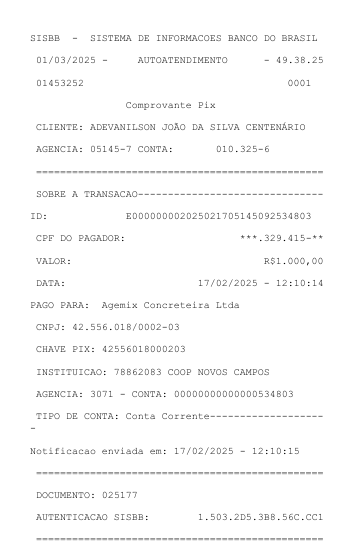 SISBB - SISTEMA DE INFORMACOES BANCO DO BRASIL
01/03/2025 - AUTOATENDIMENTO - 49.38.25
01453252 0001
Comprovante Pix
CLIENTE: ADEVANILSON JOÃO DA SILVA CENTENÁRIO
AGENCIA: 05145-7 CONTA: 010.325-6
================================================
SOBRE A TRANSACAO-------------------------------
ID: E00000000202502170514509253480​3
CPF DO PAGADOR: ***.329.415-**
VALOR: R$1.000,00
DATA: 17/02/2025 - 12:10:14
PAGO PARA: Agemix Concreteira Ltda
CNPJ: 42.556.018/0002-03
CHAVE PIX: 42556018000203
INSTITUICAO: 78862083 COOP NOVOS CAMPOS
AGENCIA: 3071 - CONTA: 00000000000000534803
TIPO DE CONTA: Conta Corrente-------------------
-
Notificacao enviada em: 17/02/2025 - 12:10:15
================================================
DOCUMENTO: 025177
AUTENTICACAO SISBB: 1.503.2D5.3B8.56C.CC1
================================================